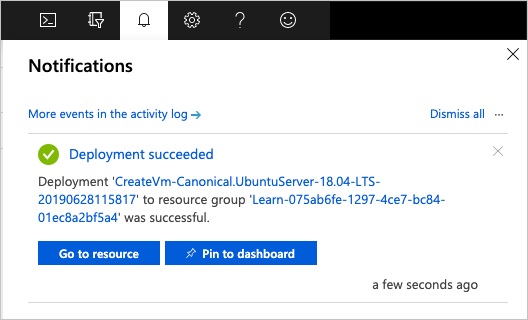 Notifications
More events in the activity log →
Dismiss all ...
Deployment succeeded
Deployment 'CreateVm-Canonical.UbuntuServer-18.04-LTS-
20190628115817' to resource group 'Learn-075ab6fe-1297-4ce7-bc84-
01ec8a2bf5a4' was successful.
Go to resource
Pin to dashboard
a few seconds ago